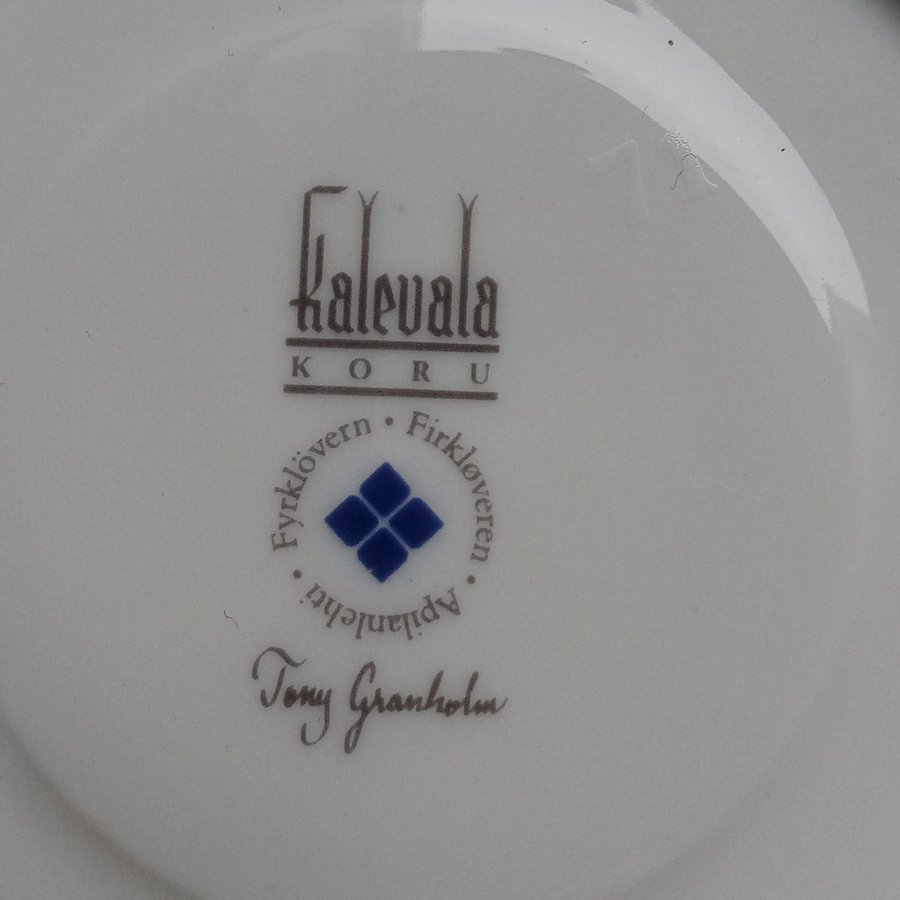 Kalevala
KORU
Fyrklövern • Firkløveren • Apilanlehti •
Tony Granholm